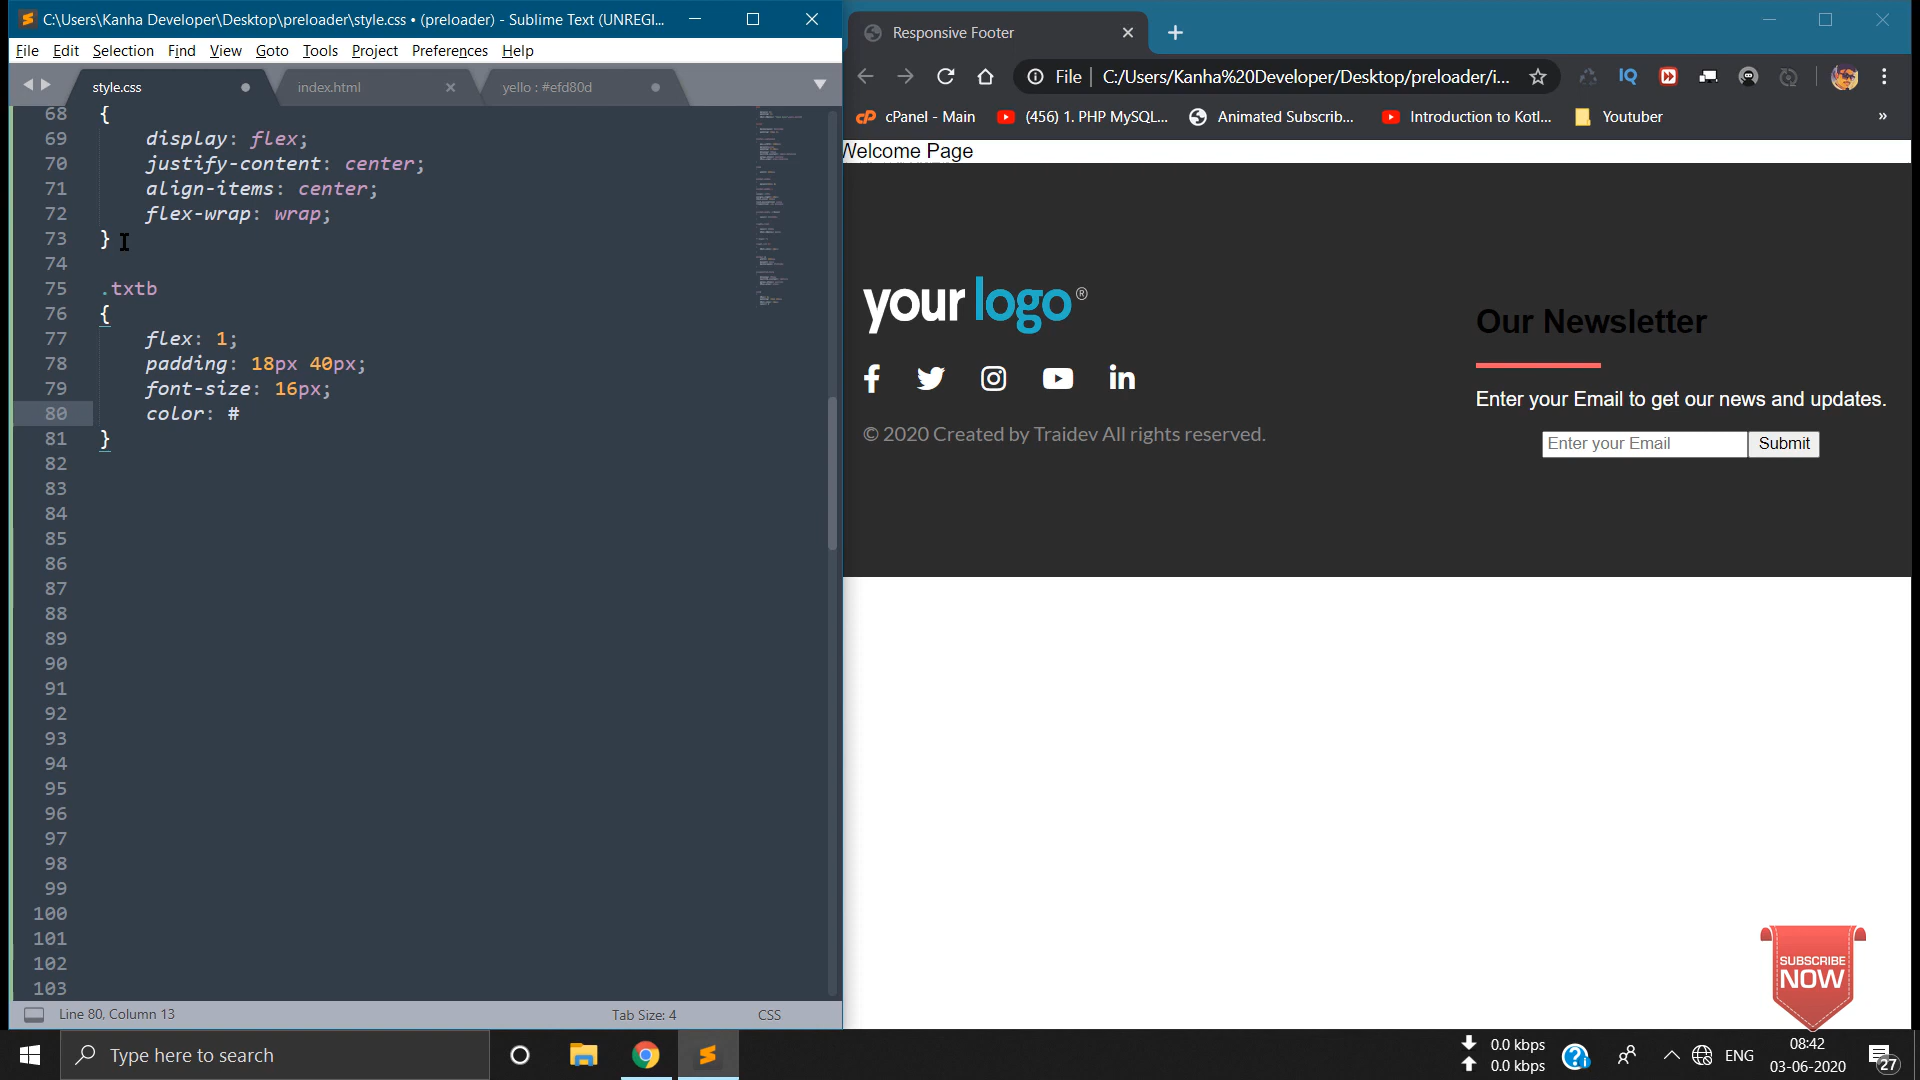 C:\Users\Kanha Developer\Desktop\preloader\style.css • (preloader) - Sublime Text (UNREGI...
File Edit Selection Find View Goto Tools Project Preferences Help
style.css
index.html
yello : #efd80d
68 {
69 display: flex;
70 justify-content: center;
71 align-items: center;
72 flex-wrap: wrap;
73 }
74
75 .txtb
76 {
77 flex: 1;
78 padding: 18px 40px;
79 font-size: 16px;
80 color: #
81 }
82
83
84
85
86
87
88
89
90
91
92
93
94
95
96
97
98
99
100
101
102
103
Line 80, Column 13
Tab Size: 4
CSS
Responsive Footer
File C:/Users/Kanha%20Developer/Desktop/preloader/i...
IQ
cP cPanel - Main
(456) 1. PHP MySQL...
Animated Subscrib...
Introduction to Kotl...
Youtuber
»
Welcome Page
your logo®
© 2020 Created by Traidev All rights reserved.
Our Newsletter
Enter your Email to get our news and updates.
Enter your Email
Submit
SUBSCRIBE
NOW
Type here to search
0.0 kbps
0.0 kbps
ENG
08:42
03-06-2020
27